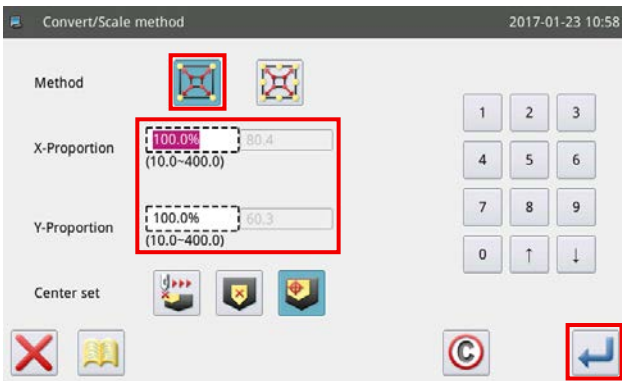 Convert/Scale method 2017-01-23 10:58
Method
X-Proportion 100.0% 80.4
(10.0~400.0)
Y-Proportion 100.0% 60.3
(10.0~400.0)
Center set
1 2 3
4 5 6
7 8 9
0 ↑ ↓
C